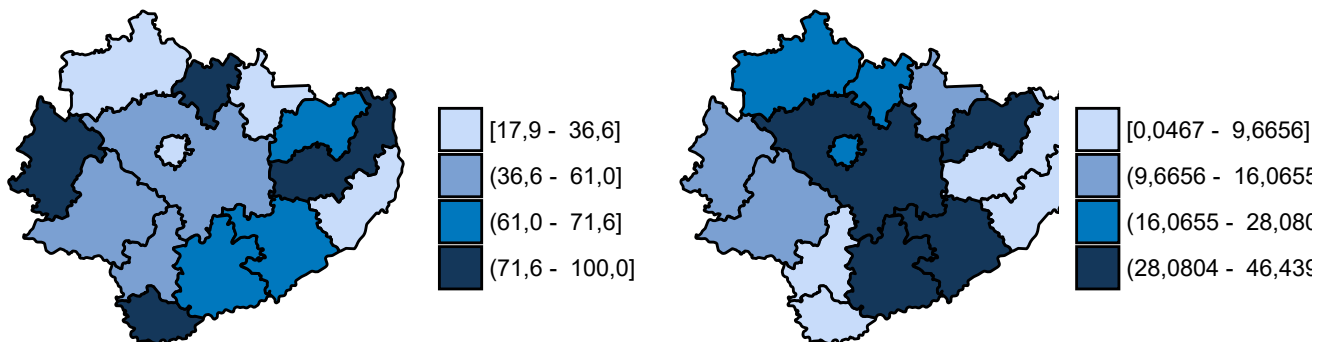 [17,9 - 36,6]
(36,6 - 61,0]
(61,0 - 71,6]
(71,6 - 100,0]
[0,0467 - 9,6656]
(9,6656 - 16,0655
(16,0655 - 28,080
(28,0804 - 46,439